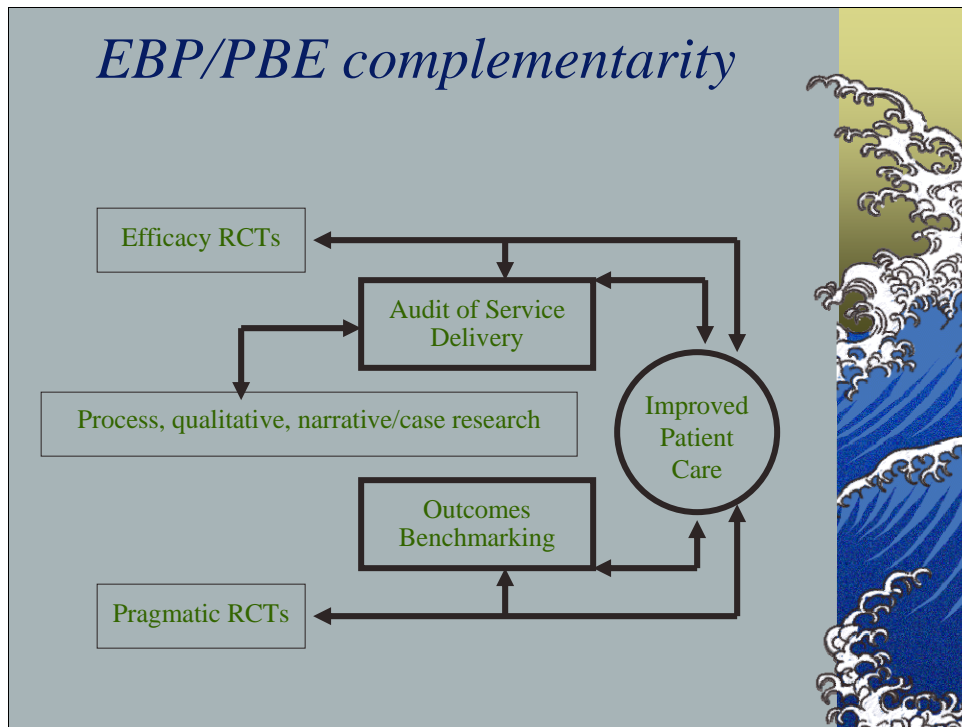 EBP/PBE complementarity
Efficacy RCTs
Audit of Service
Delivery
Process, qualitative, narrative/case research
Improved
Patient
Care
Outcomes
Benchmarking
Pragmatic RCTs